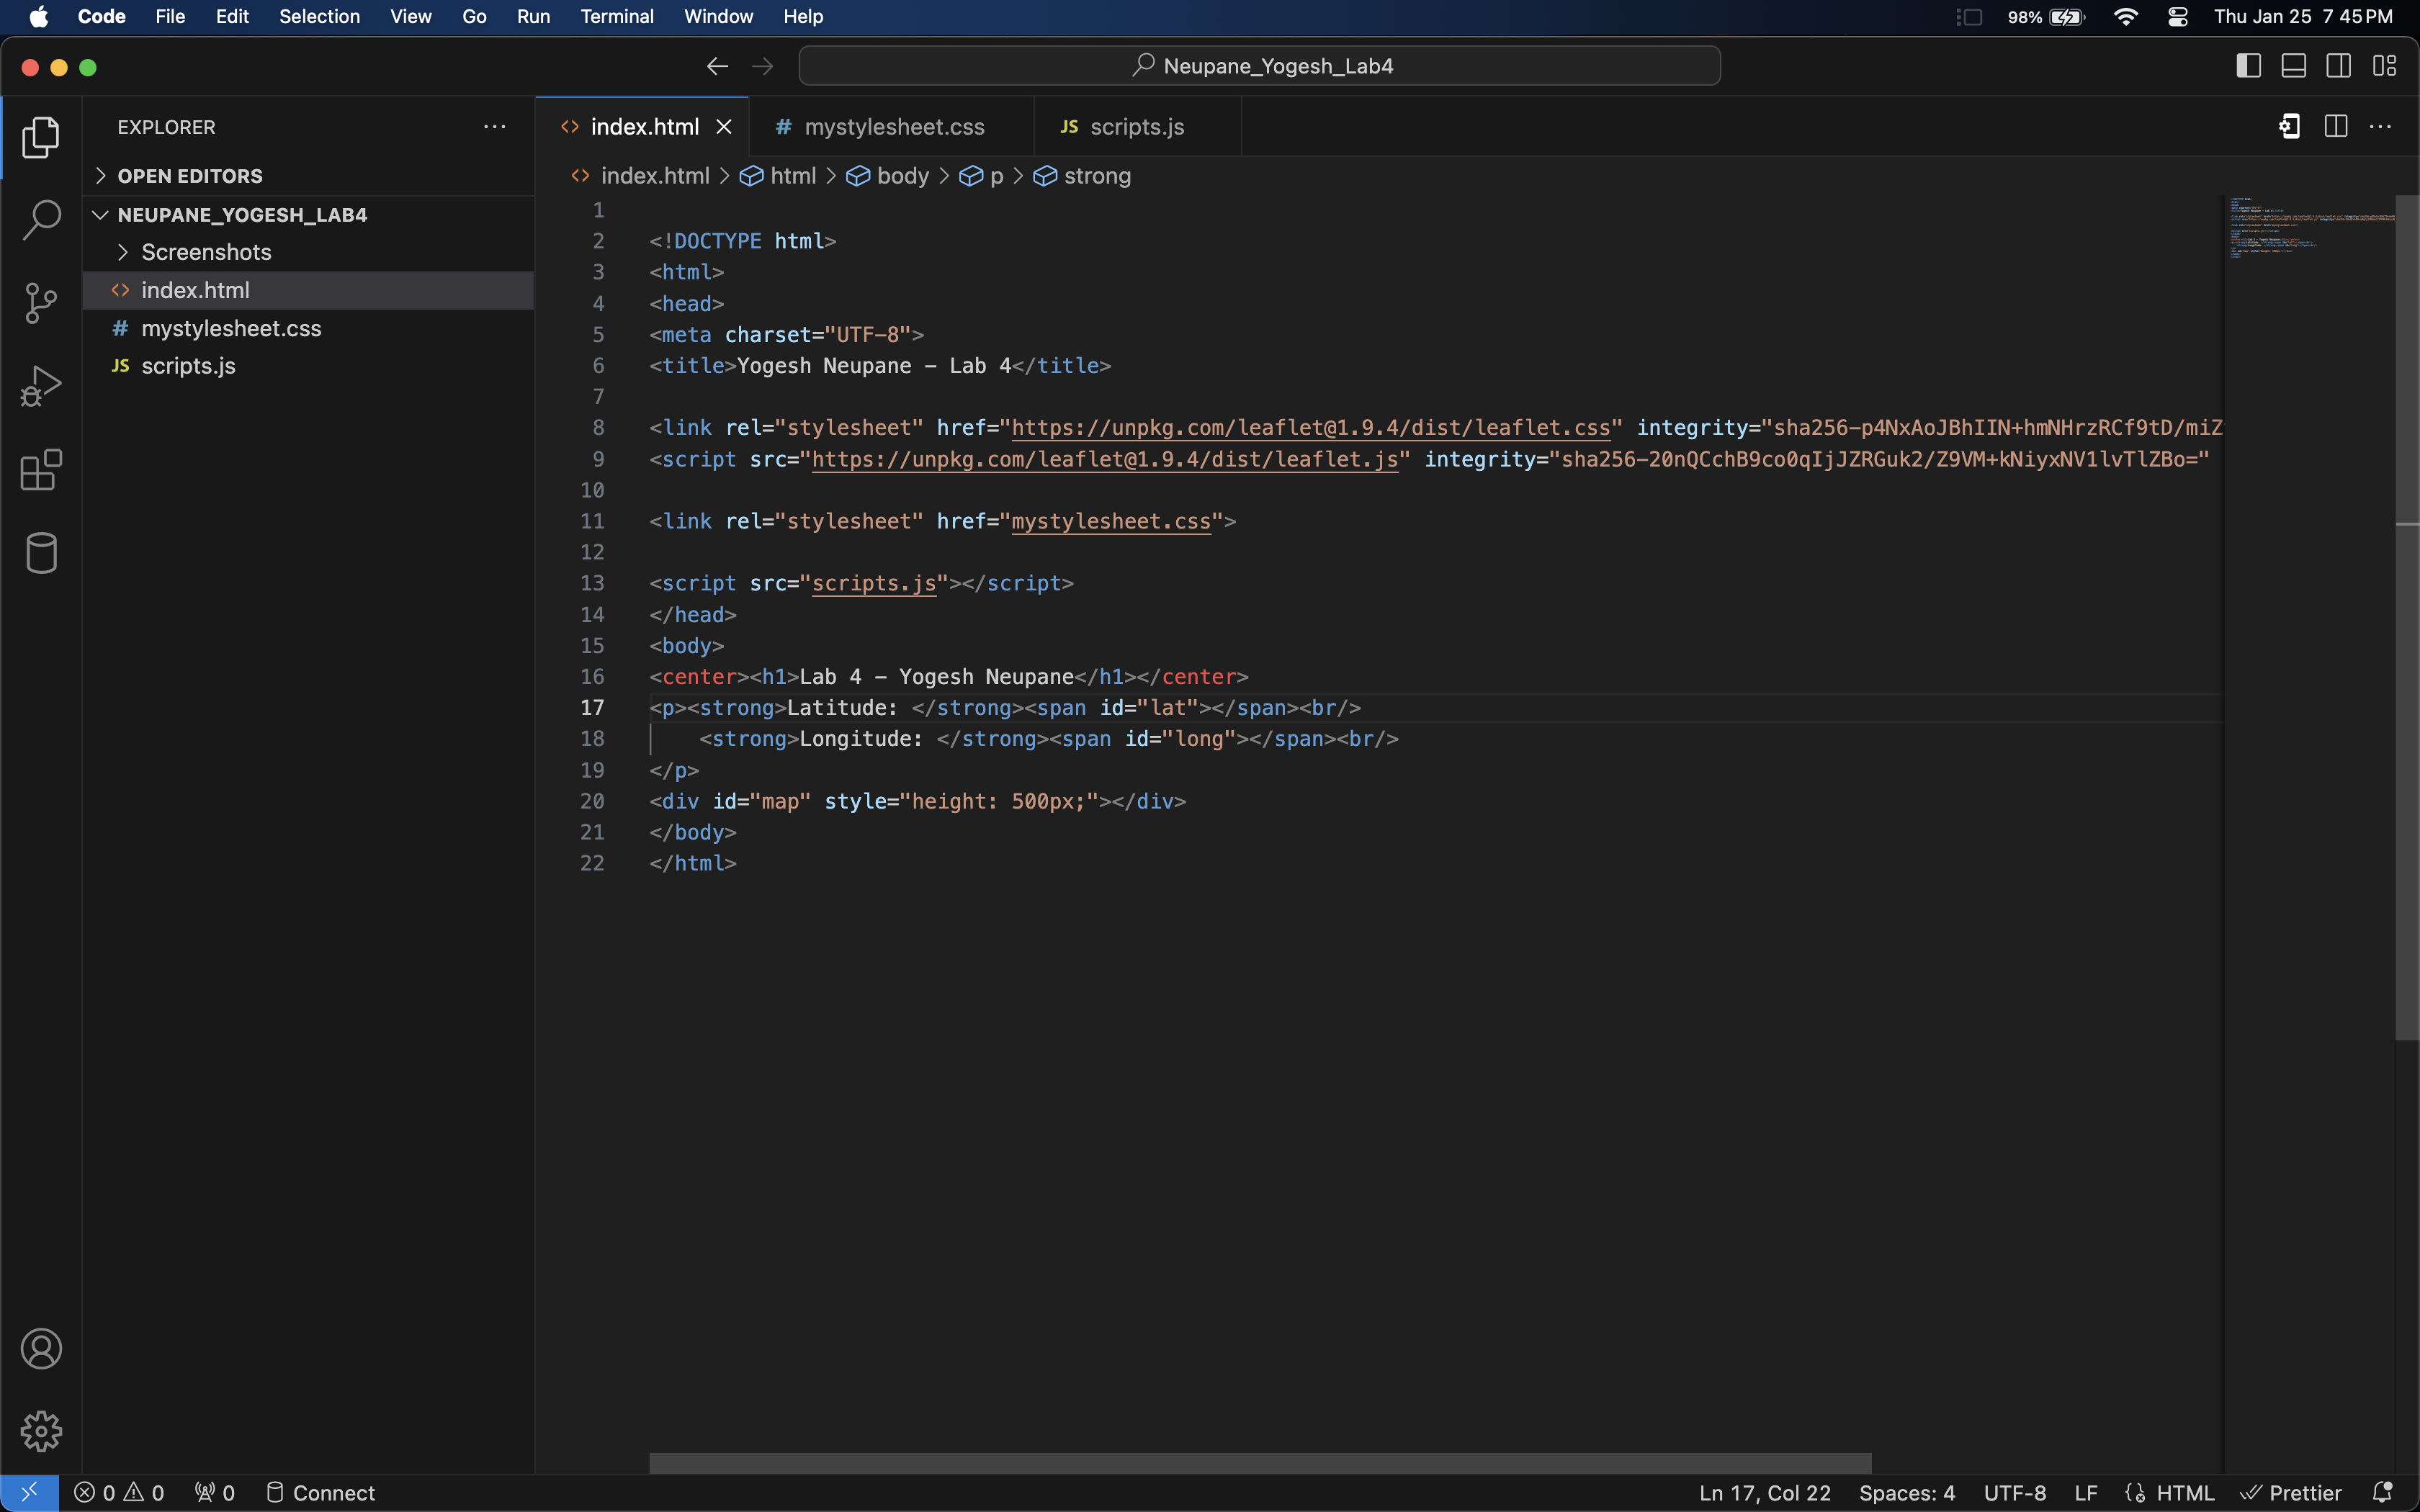 Code File Edit Selection View Go Run Terminal Window Help 98% Thu Jan 25 7 45 PM
Neupane_Yogesh_Lab4
EXPLORER
OPEN EDITORS
NEUPANE_YOGESH_LAB4
Screenshots
<> index.html
# mystylesheet.css
JS scripts.js
<> index.html # mystylesheet.css JS scripts.js
<> index.html > html > body > p > strong
1
2 <!DOCTYPE html>
3 <html>
4 <head>
5 <meta charset="UTF-8">
6 <title>Yogesh Neupane - Lab 4</title>
7
8 <link rel="stylesheet" href="https://unpkg.com/leaflet@1.9.4/dist/leaflet.css" integrity="sha256-p4NxAoJBhIIN+hmNHrzRCf9tD/miZ
9 <script src="https://unpkg.com/leaflet@1.9.4/dist/leaflet.js" integrity="sha256-20nQCchB9co0qIjJZRGuk2/Z9VM+kNiyxNV1lvTlZBo="
10
11 <link rel="stylesheet" href="mystylesheet.css">
12
13 <script src="scripts.js"></script>
14 </head>
15 <body>
16 <center><h1>Lab 4 - Yogesh Neupane</h1></center>
17 <p><strong>Latitude: </strong><span id="lat"></span><br/>
18 <strong>Longitude: </strong><span id="long"></span><br/>
19 </p>
20 <div id="map" style="height: 500px;"></div>
21 </body>
22 </html>
0 0 0 Connect Ln 17, Col 22 Spaces: 4 UTF-8 LF HTML Prettier